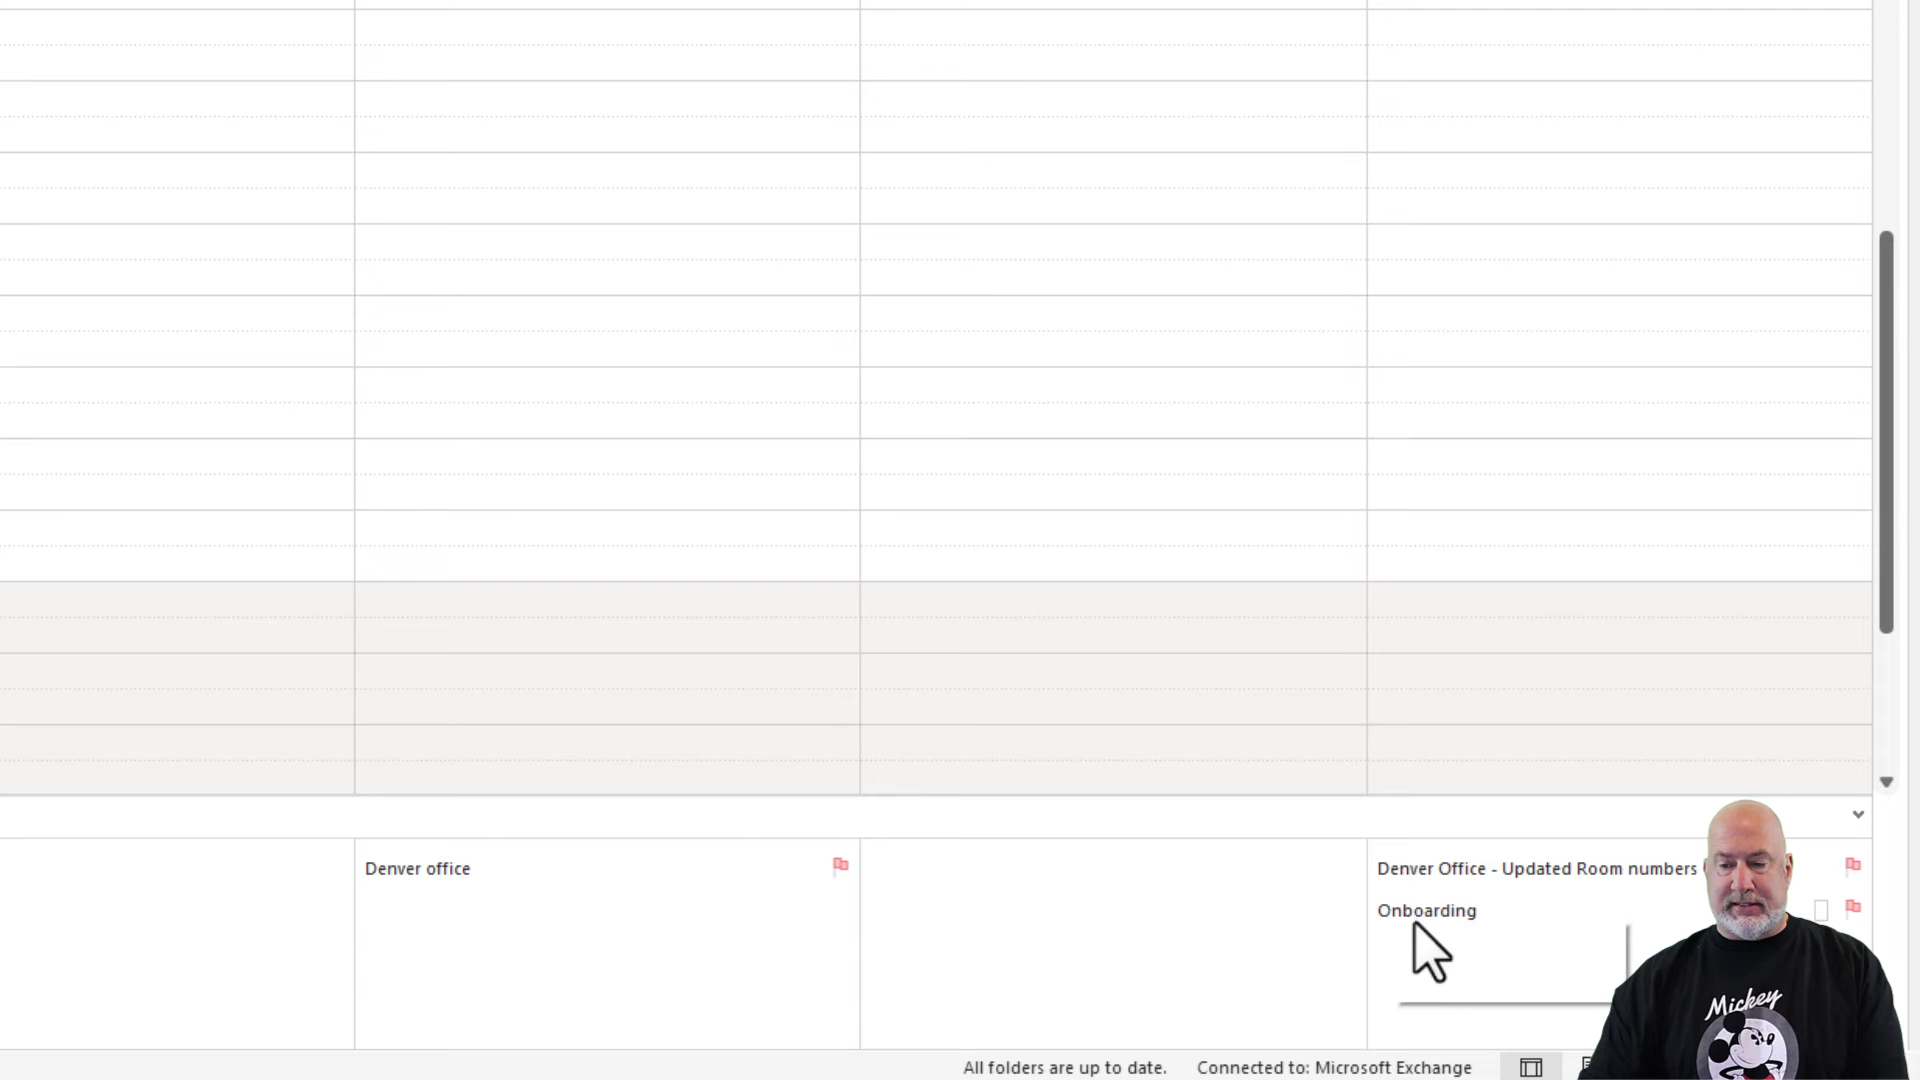 Denver office
Denver Office - Updated Room numbers
Onboarding
All folders are up to date.
Connected to: Microsoft Exchange
Mickey